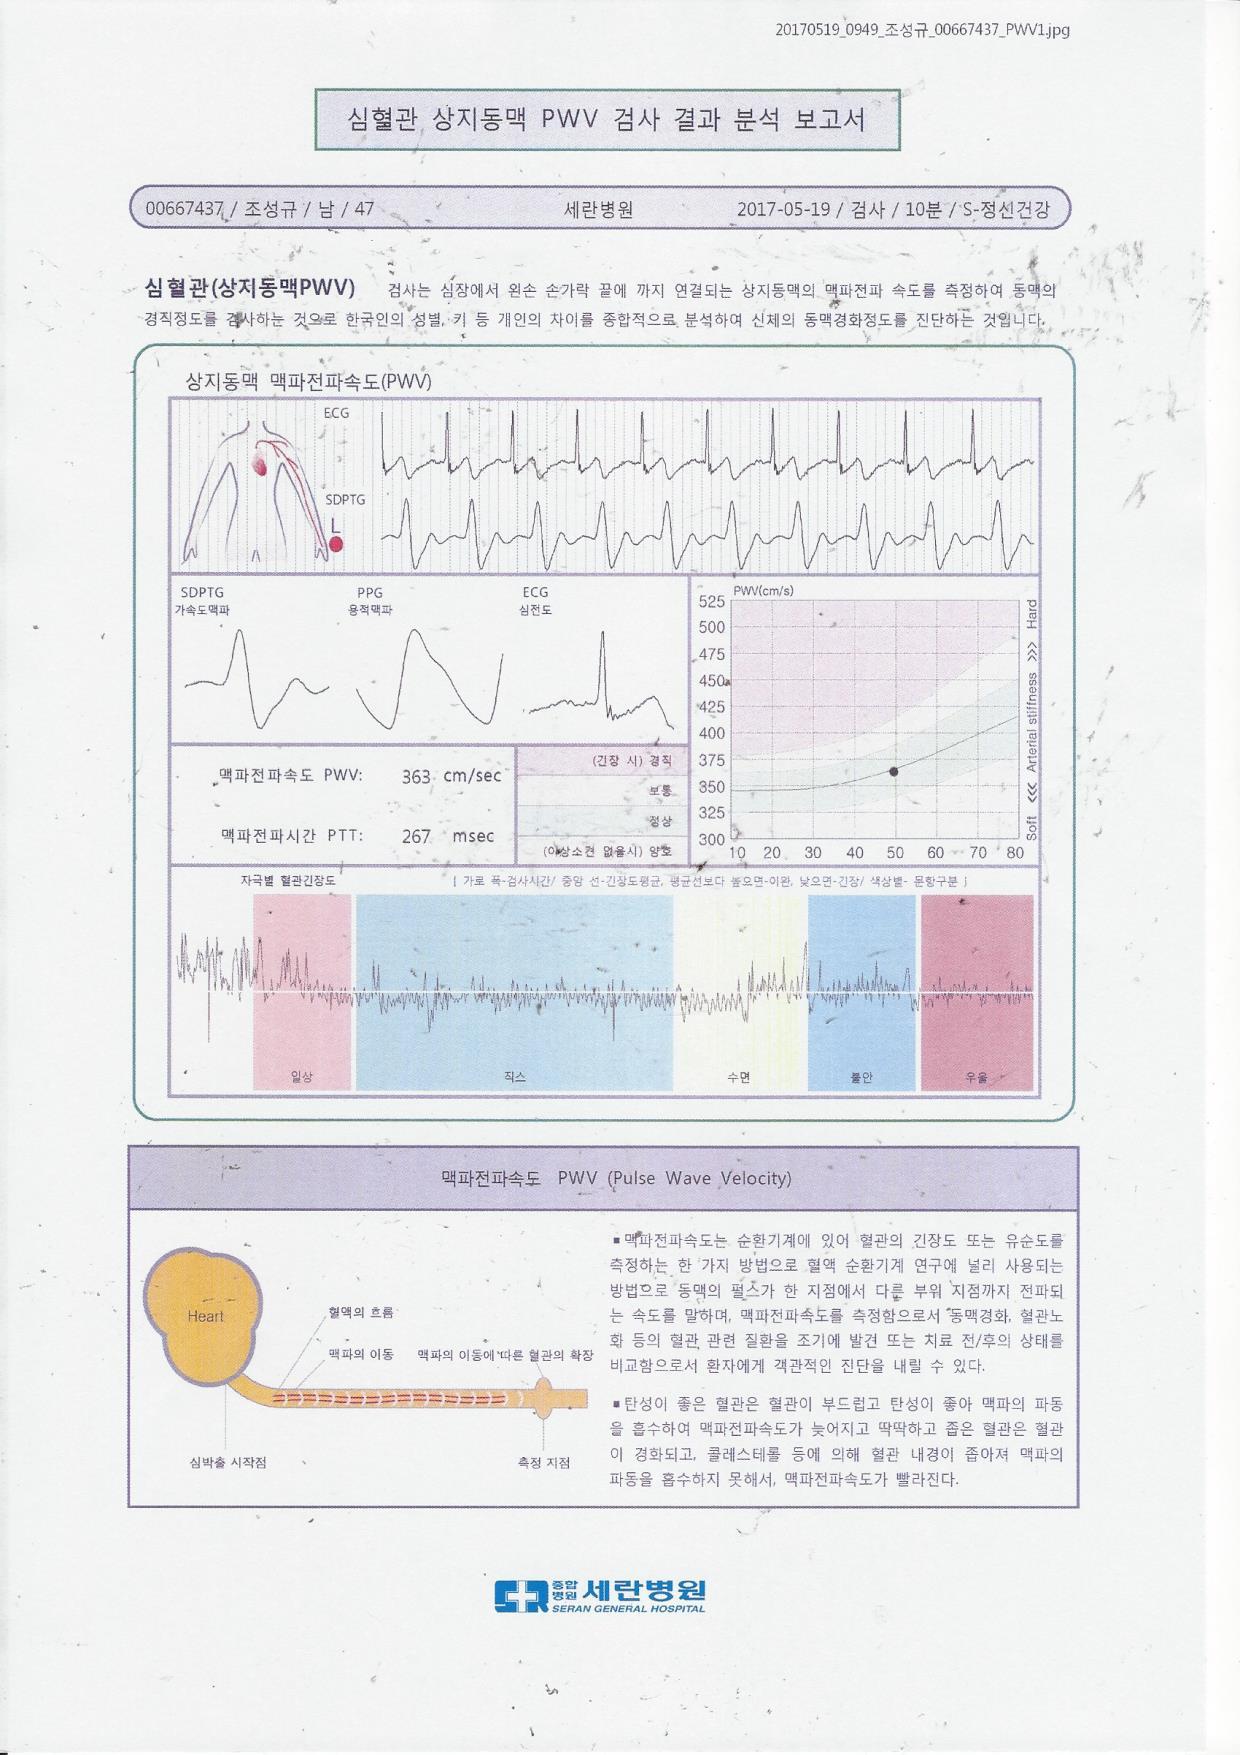 20170519_0949_조성규_00667437_PWV1.jpg
심혈관 상지동맥 PWV 검사 결과 분석 보고서
00667437 / 조성규 / 남 / 47 세란병원 2017-05-19 / 검사 / 10분 / S-정신건강
심혈관(상지동맥PWV) 검사는 심장에서 왼손 손가락 끝에 까지 연결되는 상지동맥의 맥파전파 속도를 측정하여 동맥의
경직정도를 검사하는 것으로 한국인의 성별, 키 등 개인의 차이를 종합적으로 분석하여 신체의 동맥경화정도를 진단하는 것입니다.
상지동맥 맥파전파속도(PWV)
ECG
SDPTG
L
SDPTG
가속도맥파
PPG
용적맥파
ECG
심전도
PWV(cm/s)
525
500
475
450
425
400
375
350
325
300
10 20 30 40 50 60 70 80
Soft <<< Arterial stiffness >>> Hard
맥파전파속도 PWV: 363 cm/sec
맥파전파시간 PTT: 267 msec
(긴장 시) 경직
보통
정상
(이상소견 없을시) 양호
자극별 혈관긴장도 [ 가로 폭-검사시간/ 중앙 선-긴장도평균, 평균선보다 높으면-이완, 낮으면-긴장/ 색상별- 문항구분 ]
일상 직스 수면 불안 우울
맥파전파속도 PWV (Pulse Wave Velocity)
Heart
혈액의 흐름
맥파의 이동 맥파의 이동에 따른 혈관의 확장
심박출 시작점 측정 지점
■ 맥파전파속도는 순환기계에 있어 혈관의 긴장도 또는 유순도를
측정하는 한 가지 방법으로 혈액 순환기계 연구에 널리 사용되는
방법으로 동맥의 펄스가 한 지점에서 다른 부위 지점까지 전파되
는 속도를 말하며, 맥파전파속도를 측정함으로서 동맥경화, 혈관노
화 등의 혈관 관련 질환을 조기에 발견 또는 치료 전/후의 상태를
비교함으로서 환자에게 객관적인 진단을 내릴 수 있다.
■ 탄성이 좋은 혈관은 혈관이 부드럽고 탄성이 좋아 맥파의 파동
을 흡수하여 맥파전파속도가 늦어지고 딱딱하고 좁은 혈관은 혈관
이 경화되고, 콜레스테롤 등에 의해 혈관 내경이 좁아져 맥파의
파동을 흡수하지 못해서, 맥파전파속도가 빨라진다.
SR 종합병원 세란병원
SERAN GENERAL HOSPITAL